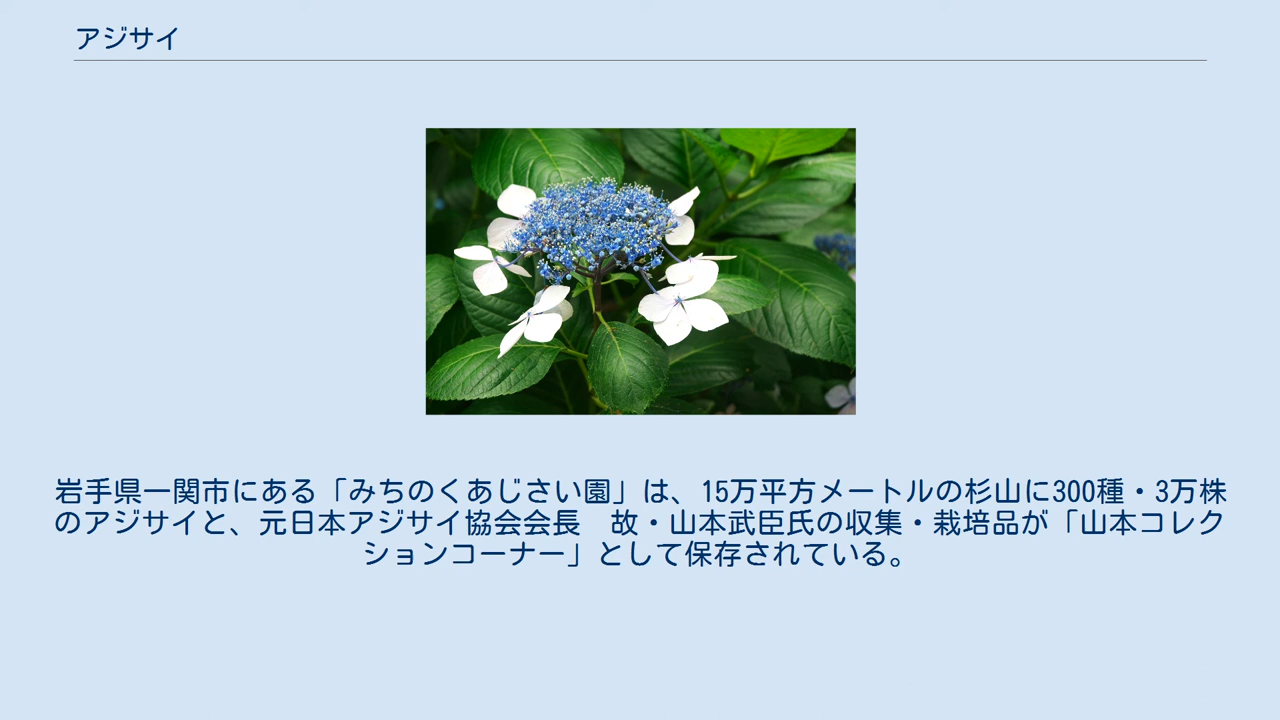 アジサイ
岩手県一関市にある「みちのくあじさい園」は、15万平方メートルの杉山に300種・3万株
のアジサイと、元日本アジサイ協会会長　故・山本武臣氏の収集・栽培品が「山本コレク
ションコーナー」として保存されている。